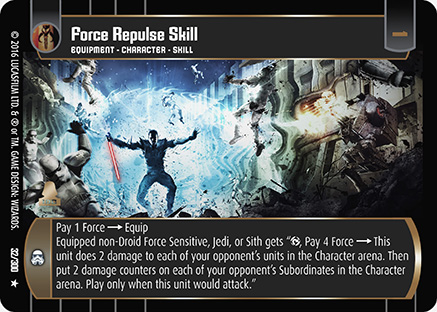 Force Repulse Skill
EQUIPMENT - CHARACTER - SKILL
© 2016 LUCASFILM LTD. & ® or TM. GAME DESIGN: WIZARDS.
32/300
Pay 1 Force → Equip
Equipped non-Droid Force Sensitive, Jedi, or Sith gets “, Pay 4 Force → This
unit does 2 damage to each of your opponent's units in the Character arena. Then
put 2 damage counters on each of your opponent's Subordinates in the Character
arena. Play only when this unit would attack.”